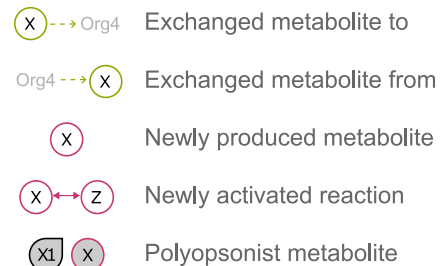 X Org4 Exchanged metabolite to
Org4 X Exchanged metabolite from
X Newly produced metabolite
X Z Newly activated reaction
X1 X Polyopsonist metabolite